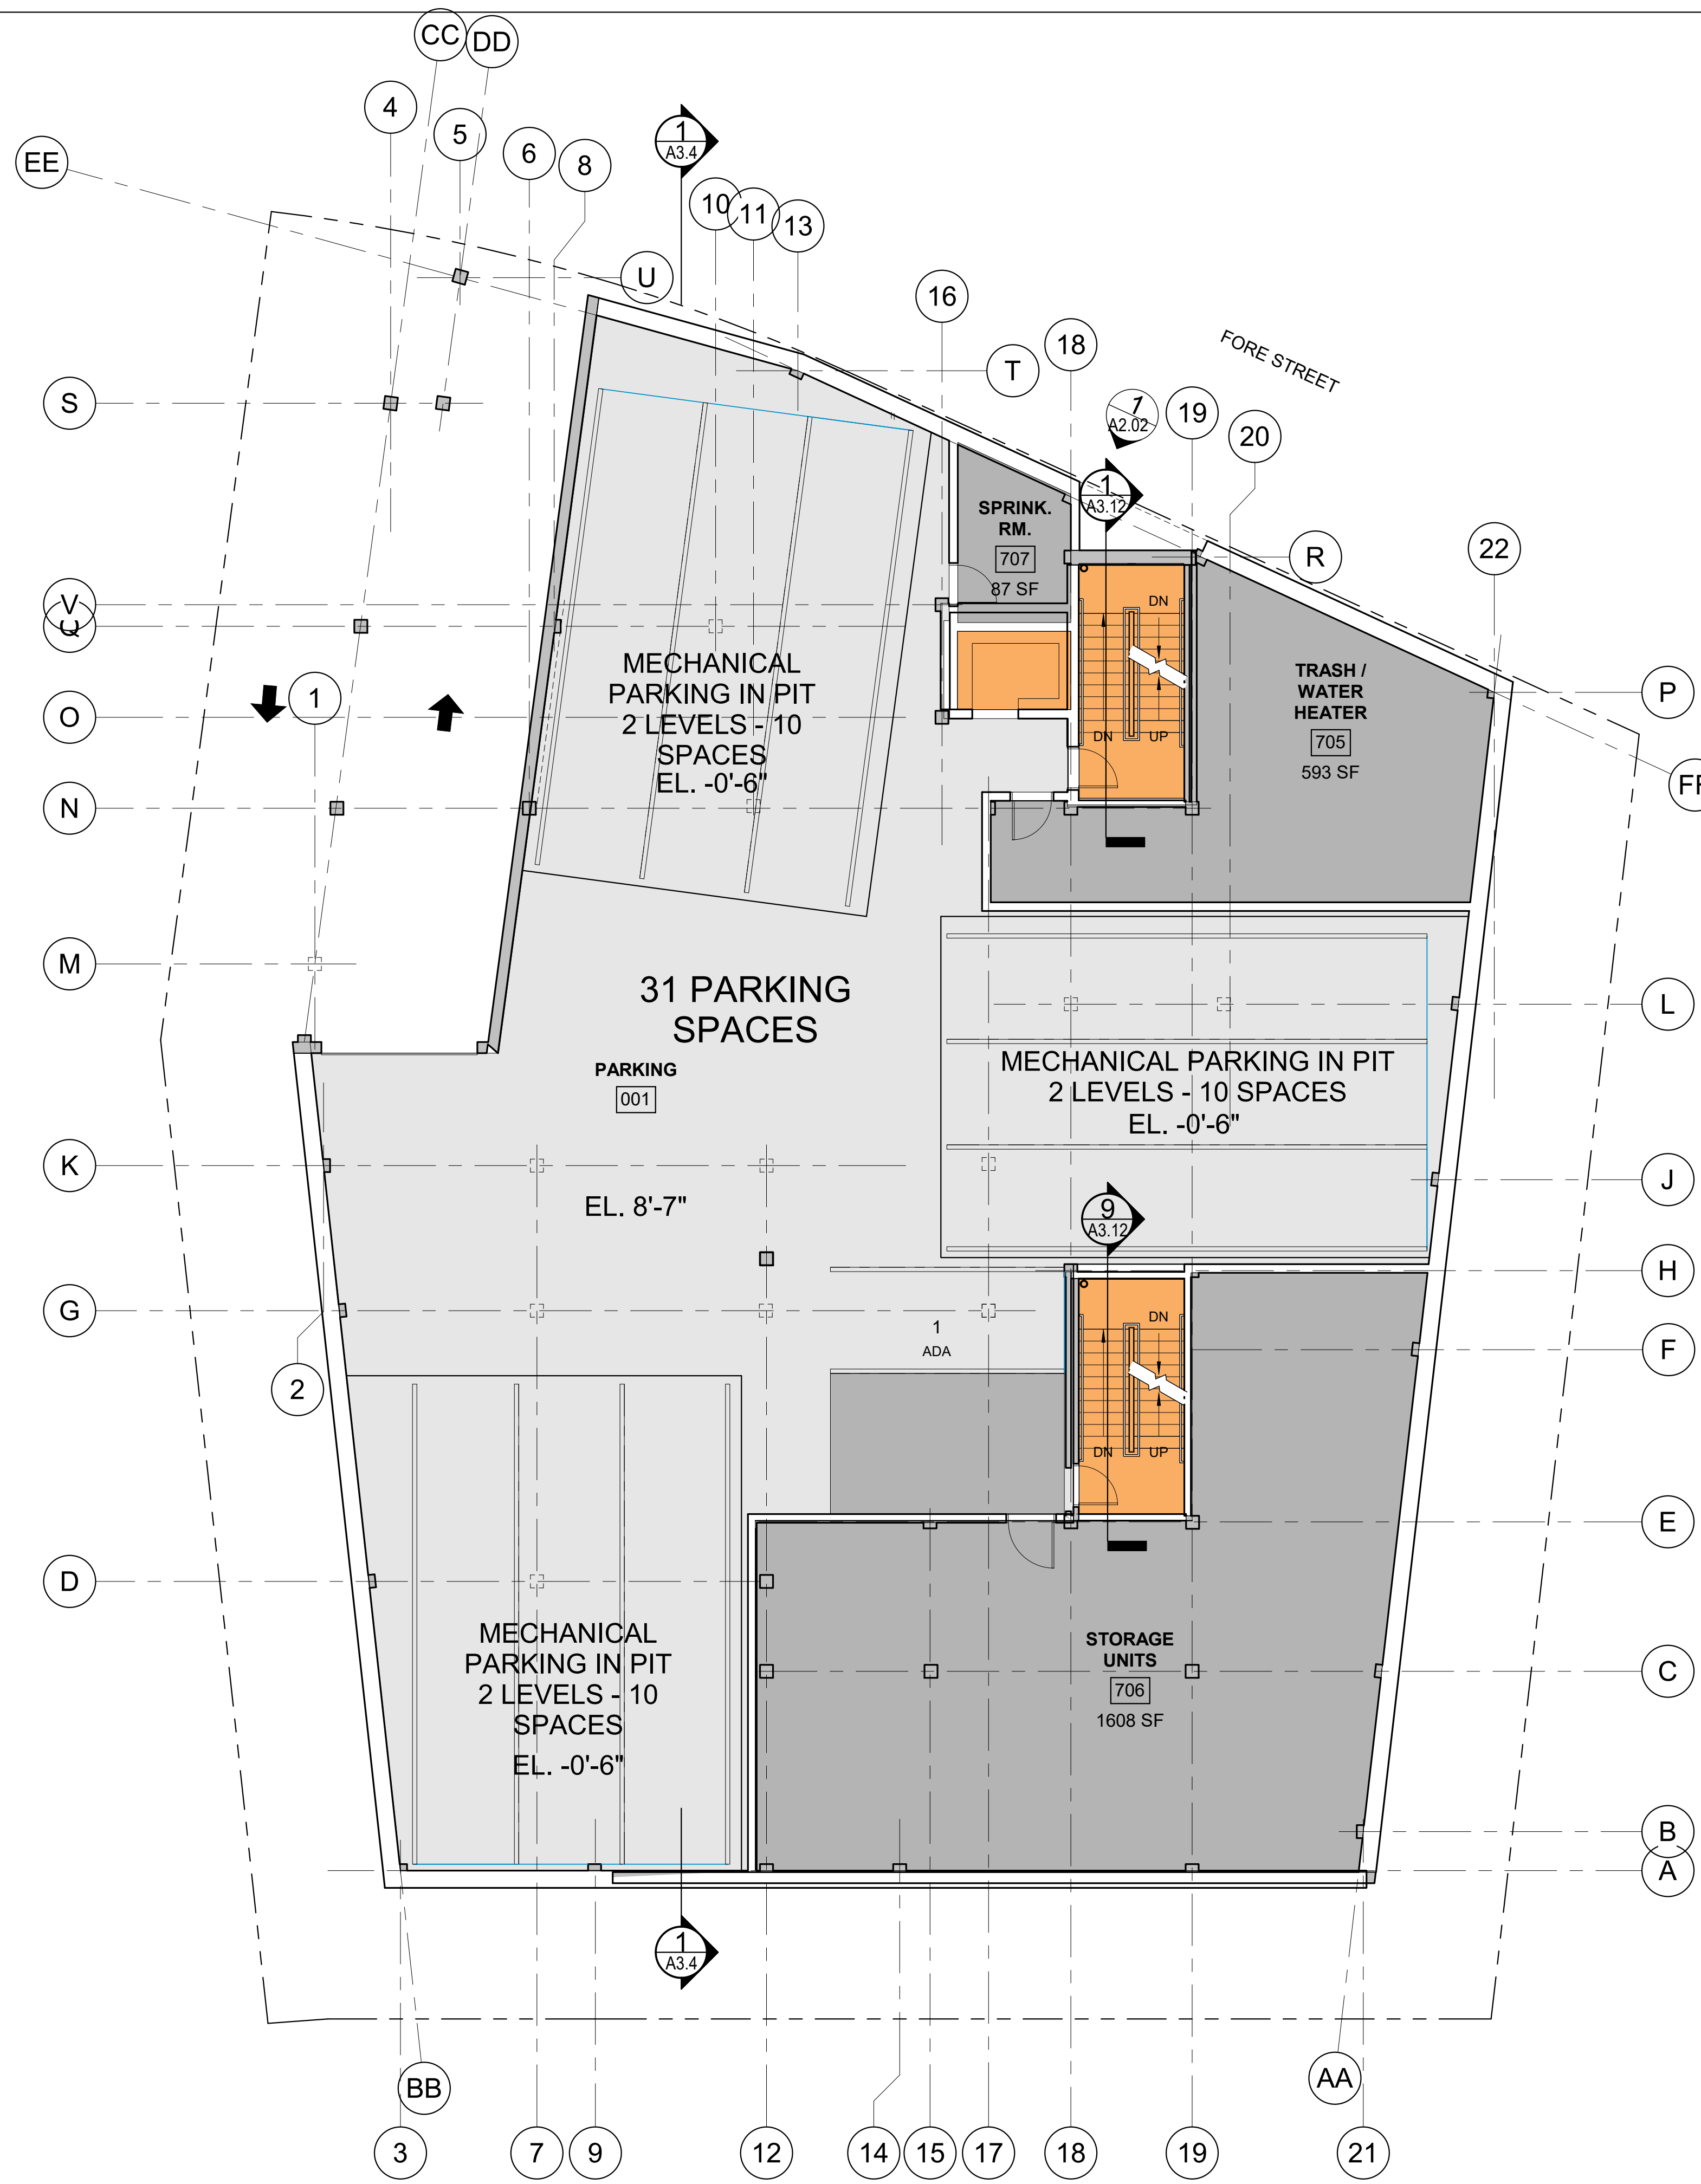 CC
DD
4
5
1
A3.4
6
8
EE
10
11
13
U
16
FORE STREET
18
T
S
1
A2.02
19
20
1
A3.12
SPRINK.
RM.
707
87 SF
22
R
V
Q
DN
MECHANICAL
PARKING IN PIT
2 LEVELS - 10
SPACES
EL. -0'-6"
TRASH /
WATER
HEATER
705
593 SF
P
1
O
DN
UP
N
FF
M
31 PARKING
SPACES
L
PARKING
001
MECHANICAL PARKING IN PIT
2 LEVELS - 10 SPACES
EL. -0'-6"
K
J
EL. 8'-7"
9
A3.12
H
G
1
ADA
DN
F
2
DN
UP
E
D
MECHANICAL
PARKING IN PIT
2 LEVELS - 10
SPACES
EL. -0'-6"
STORAGE
UNITS
706
1608 SF
C
B
A
1
A3.4
BB
AA
3
7
9
12
14
15
17
18
19
21